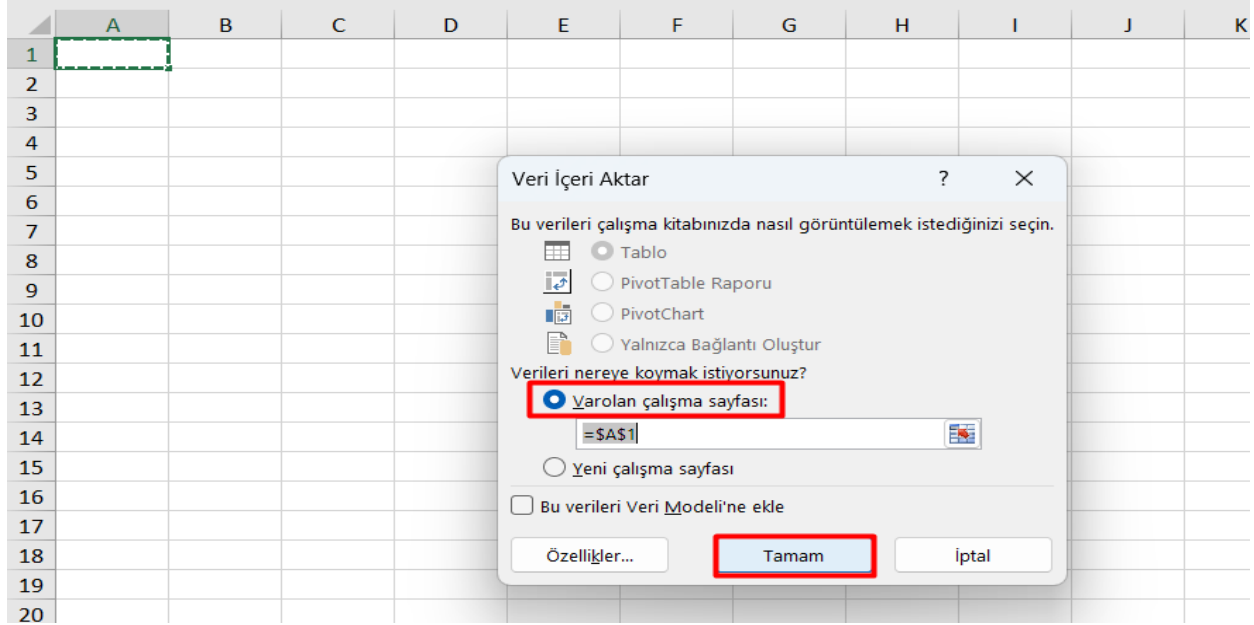 A B C D E F G H I J K
1
2
3
4
5
Veri İçeri Aktar ?
6
Bu verileri çalışma kitabınızda nasıl görüntülemek istediğinizi seçin.
7
Tablo
8
PivotTable Raporu
9
PivotChart
10
Yalnızca Bağlantı Oluştur
11
Verileri nereye koymak istiyorsunuz?
12
Varolan çalışma sayfası:
13
=$A$1
14
Yeni çalışma sayfası
15
Bu verileri Veri Modeli'ne ekle
16
17
Özellikler... Tamam İptal
18
19
20